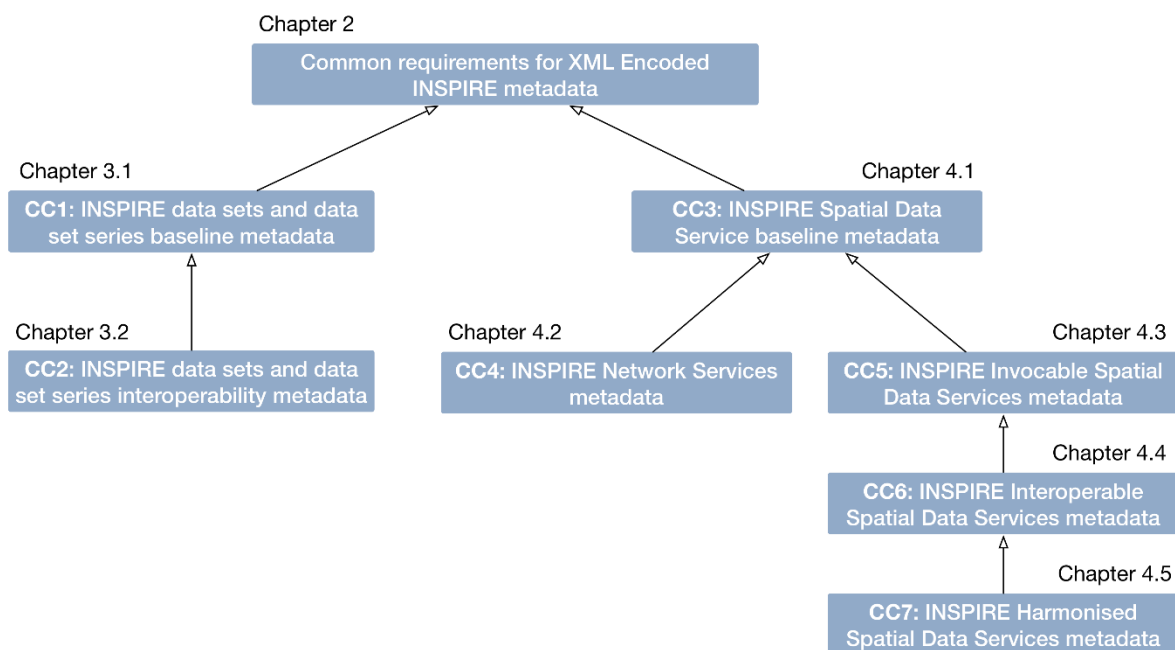 Chapter 2
Common requirements for XML Encoded
INSPIRE metadata
Chapter 3.1
CC1: INSPIRE data sets and data
set series baseline metadata
Chapter 4.1
CC3: INSPIRE Spatial Data
Service baseline metadata
Chapter 3.2
CC2: INSPIRE data sets and data
set series interoperability metadata
Chapter 4.2
CC4: INSPIRE Network Services
metadata
Chapter 4.3
CC5: INSPIRE Invocable Spatial
Data Services metadata
Chapter 4.4
CC6: INSPIRE Interoperable
Spatial Data Services metadata
Chapter 4.5
CC7: INSPIRE Harmonised
Spatial Data Services metadata